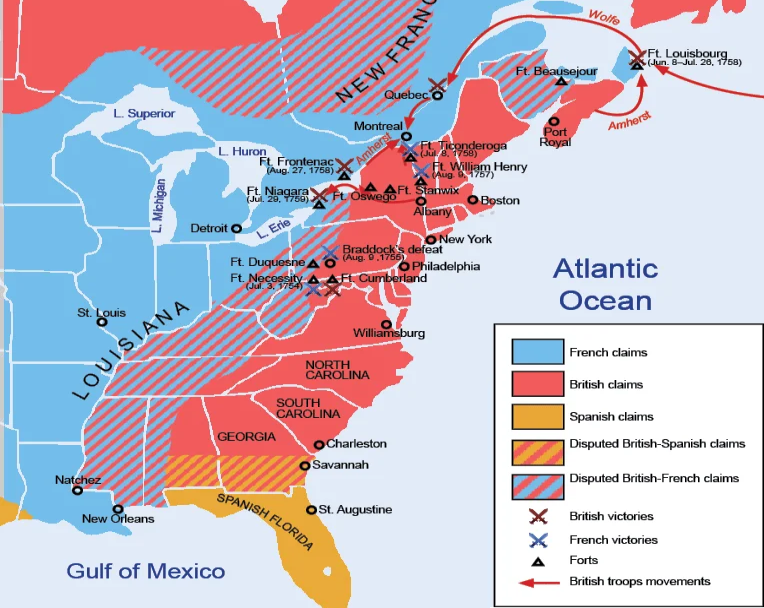 NEW FRANC
Wolfe
Ft. Louisbourg
(Jun. 8–Jul. 26, 1758)
Ft. Beausejour
Quebec
Amherst
L. Superior
Montreal
Port
Royal
L. Huron
Amherst
Ft. Ticonderoga
(Jul. 8, 1758)
Ft. Frontenac
(Aug. 27, 1758)
Ft. William Henry
(Aug. 9, 1757)
Ft. Niagara
(Jul. 29, 1759)
Ft. Oswego
Ft. Stanwix
L. Michigan
Albany
Boston
Detroit
L. Erie
New York
Braddock's defeat
(Aug. 9 ,1755)
Ft. Duquesne
Philadelphia
Ft. Necessity
(Jul. 3, 1754)
Ft. Cumberland
Atlantic
Ocean
St. Louis
LOUISIANA
Williamsburg
NORTH
CAROLINA
SOUTH
CAROLINA
GEORGIA
Charleston
Savannah
Natchez
New Orleans
SPANISH FLORIDA
St. Augustine
Gulf of Mexico
French claims
British claims
Spanish claims
Disputed British-Spanish claims
Disputed British-French claims
British victories
French victories
Forts
British troops movements